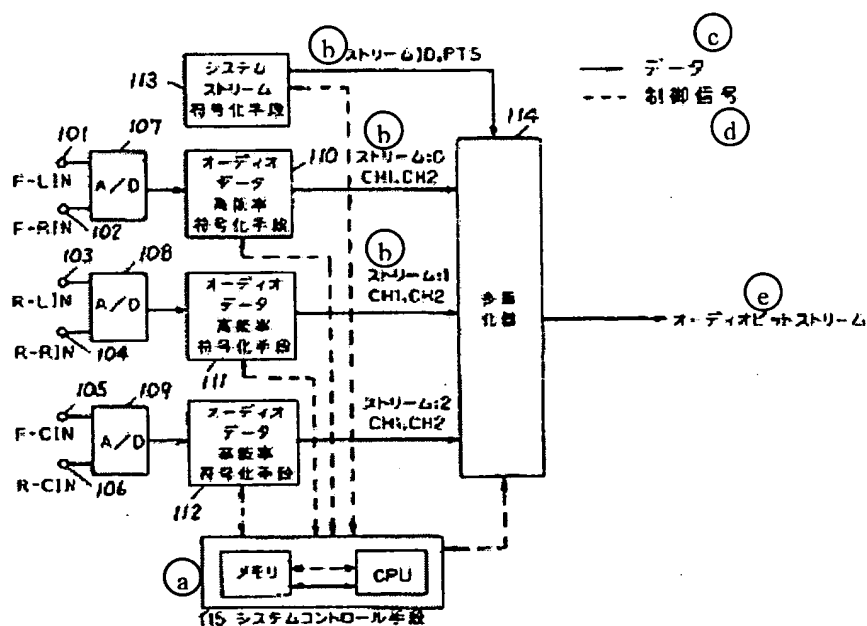 b
ストリームID,PTS
c
データ
制御信号
d
113
システム
ストリーム
符号化手段
114
101
107
F-LIN
A/D
F-RIN
102
110
オーディオ
データ
高能率
符号化手段
b
ストリーム:0
CH1,CH2
103
108
R-LIN
A/D
R-RIN
104
オーディオ
データ
高能率
符号化手段
111
b
ストリーム:1
CH1,CH2
多重
化器
e
オーディオビットストリーム
105
109
F-CIN
A/D
R-CIN
106
オーディオ
データ
高能率
符号化手段
112
ストリーム:2
CH1,CH2
a
メモリ
CPU
115 システムコントロール手段